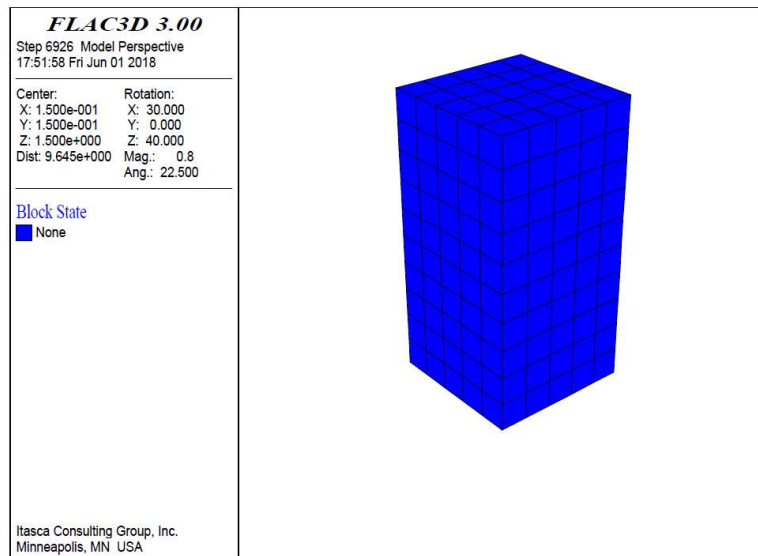 FLAC3D 3.00
Step 6926 Model Perspective
17:51:58 Fri Jun 01 2018
Center:
X: 1.500e-001
Y: 1.500e-001
Z: 1.500e+000
Dist: 9.645e+000
Rotation:
X: 30.000
Y: 0.000
Z: 40.000
Mag.: 0.8
Ang.: 22.500
Block State
None
Itasca Consulting Group, Inc.
Minneapolis, MN USA